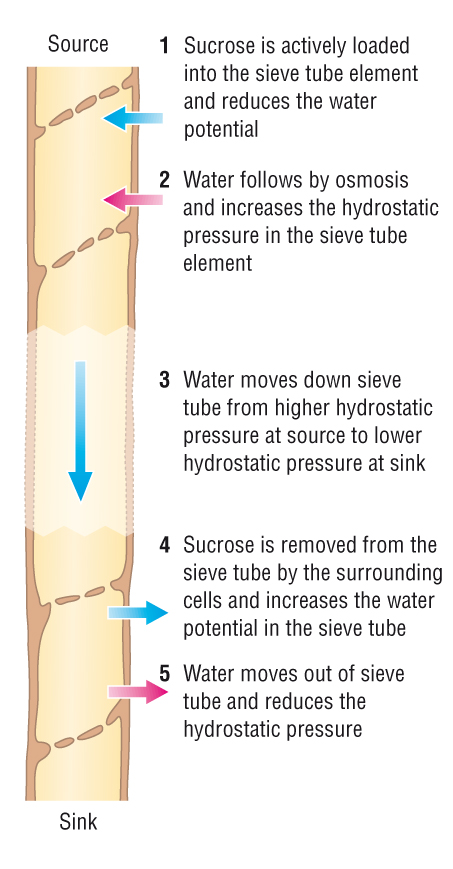 Source
1 Sucrose is actively loaded
into the sieve tube element
and reduces the water
potential
2 Water follows by osmosis
and increases the hydrostatic
pressure in the sieve tube
element
3 Water moves down sieve
tube from higher hydrostatic
pressure at source to lower
hydrostatic pressure at sink
4 Sucrose is removed from the
sieve tube by the surrounding
cells and increases the water
potential in the sieve tube
5 Water moves out of sieve
tube and reduces the
hydrostatic pressure
Sink